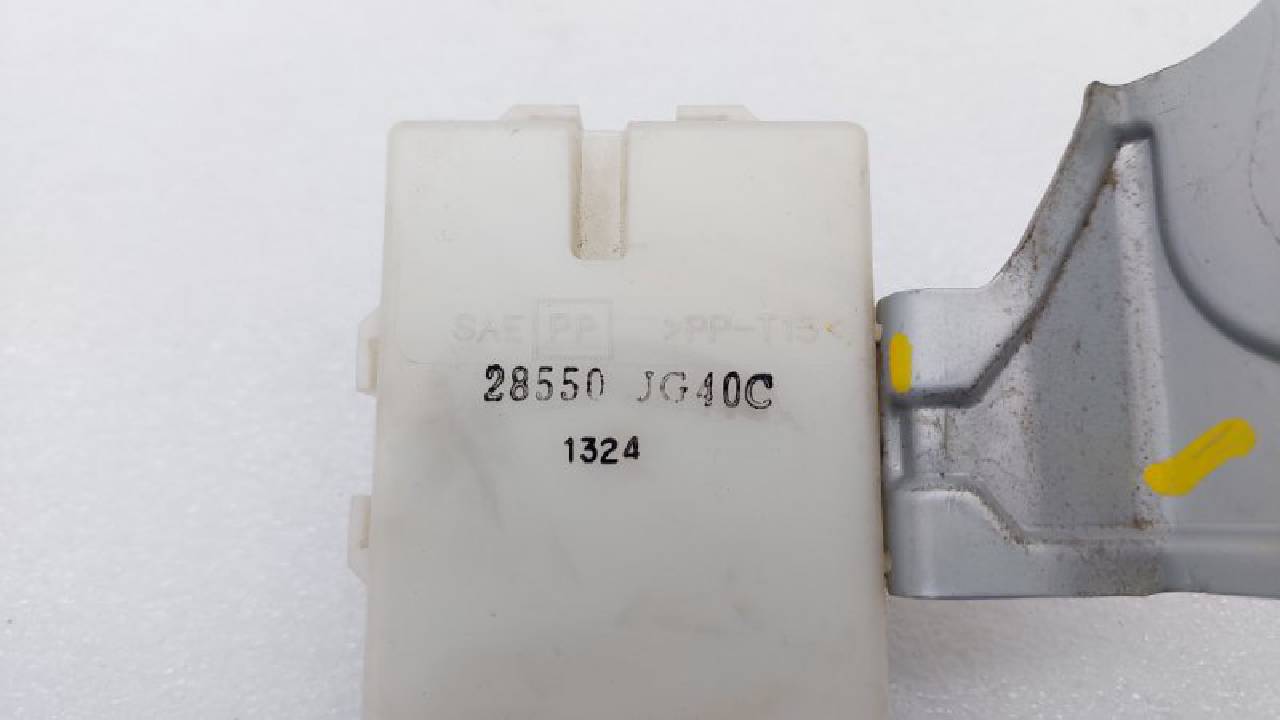 SAE PP >PP-T15<
28550 JG40C
1324